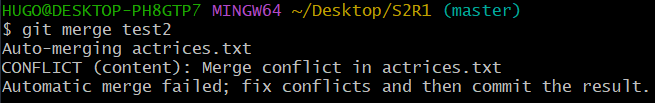 HUGO@DESKTOP-PH8GTP7 MINGW64 ~/Desktop/S2R1 (master)
$ git merge test2
Auto-merging actrices.txt
CONFLICT (content): Merge conflict in actrices.txt
Automatic merge failed; fix conflicts and then commit the result.